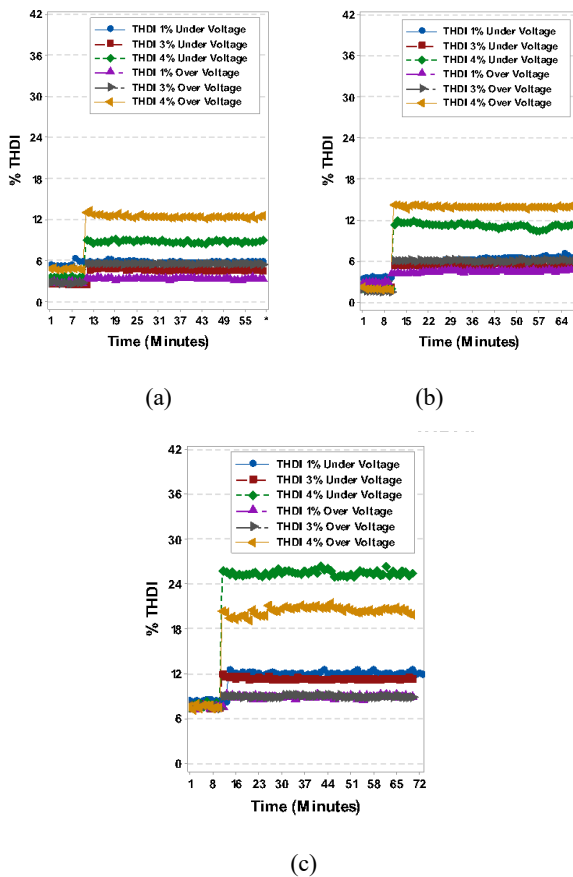 42
36
30
24
18
12
6
0
% THDI
THDI 1% Under Voltage
THDI 3% Under Voltage
THDI 4% Under Voltage
THDI 1% Over Voltage
THDI 3% Over Voltage
THDI 4% Over Voltage
1 7 13 19 25 31 37 43 49 55
Time (Minutes)
(a)
42
36
30
24
18
12
6
0
% THDI
THDI 1% Under Voltage
THDI 3% Under Voltage
THDI 4% Under Voltage
THDI 1% Over Voltage
THDI 3% Over Voltage
THDI 4% Over Voltage
1 8 15 22 29 36 43 50 57 64
Time (Minutes)
(b)
42
36
30
24
18
12
6
0
% THDI
THDI 1% Under Voltage
THDI 3% Under Voltage
THDI 4% Under Voltage
THDI 1% Over Voltage
THDI 3% Over Voltage
THDI 4% Over Voltage
1 8 16 23 30 37 44 51 58 65 72
Time (Minutes)
(c)